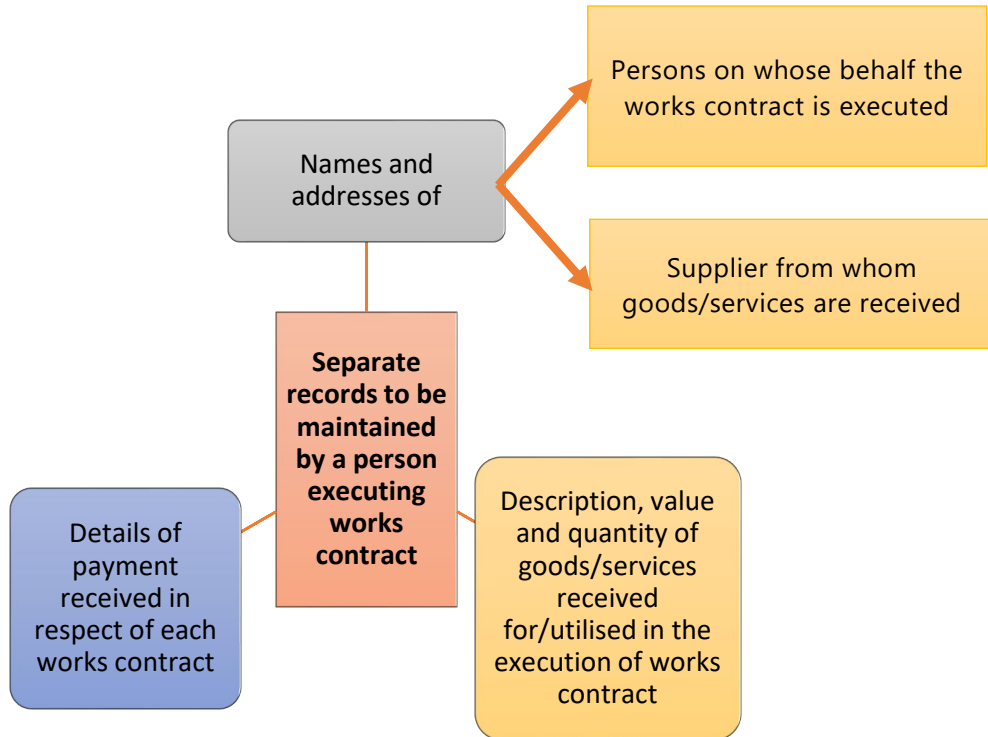 Persons on whose behalf the
works contract is executed
Names and
addresses of
Supplier from whom
goods/services are received
Separate
records to be
maintained
by a person
executing
works
contract
Details of
payment
received in
respect of each
works contract
Description, value
and quantity of
goods/services
received
for/utilised in the
execution of works
contract